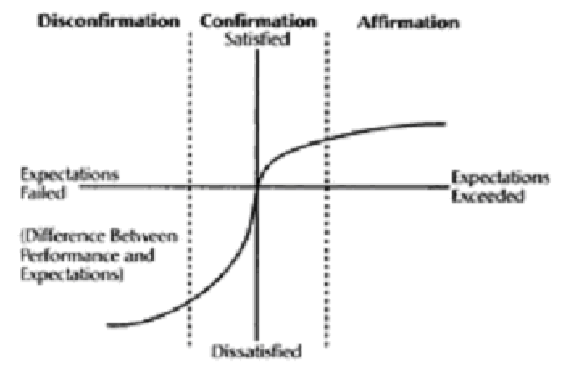 Disconfirmation Confirmation Affirmation
Satisfied
Expectations
Failed
Expectations
Exceeded
(Difference Between
Performance and
Expectations)
Dissatisfied